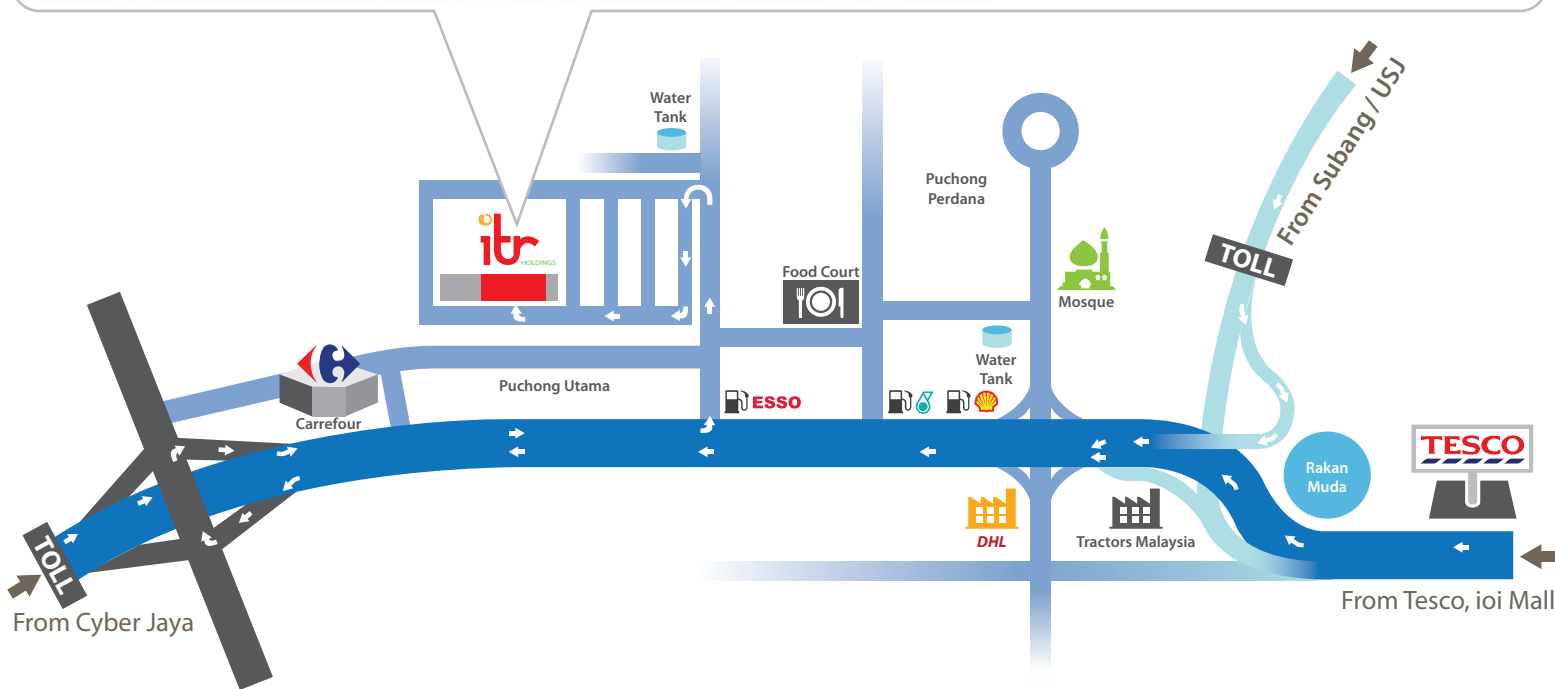 Water
Tank
From Subang / USJ
Puchong
Perdana
itr
HOLDINGS
TOLL
Food Court
Mosque
Water
Tank
Puchong Utama
ESSO
Carrefour
TESCO
Rakan
Muda
DHL
Tractors Malaysia
TOLL
From Cyber Jaya
From Tesco, ioi Mall